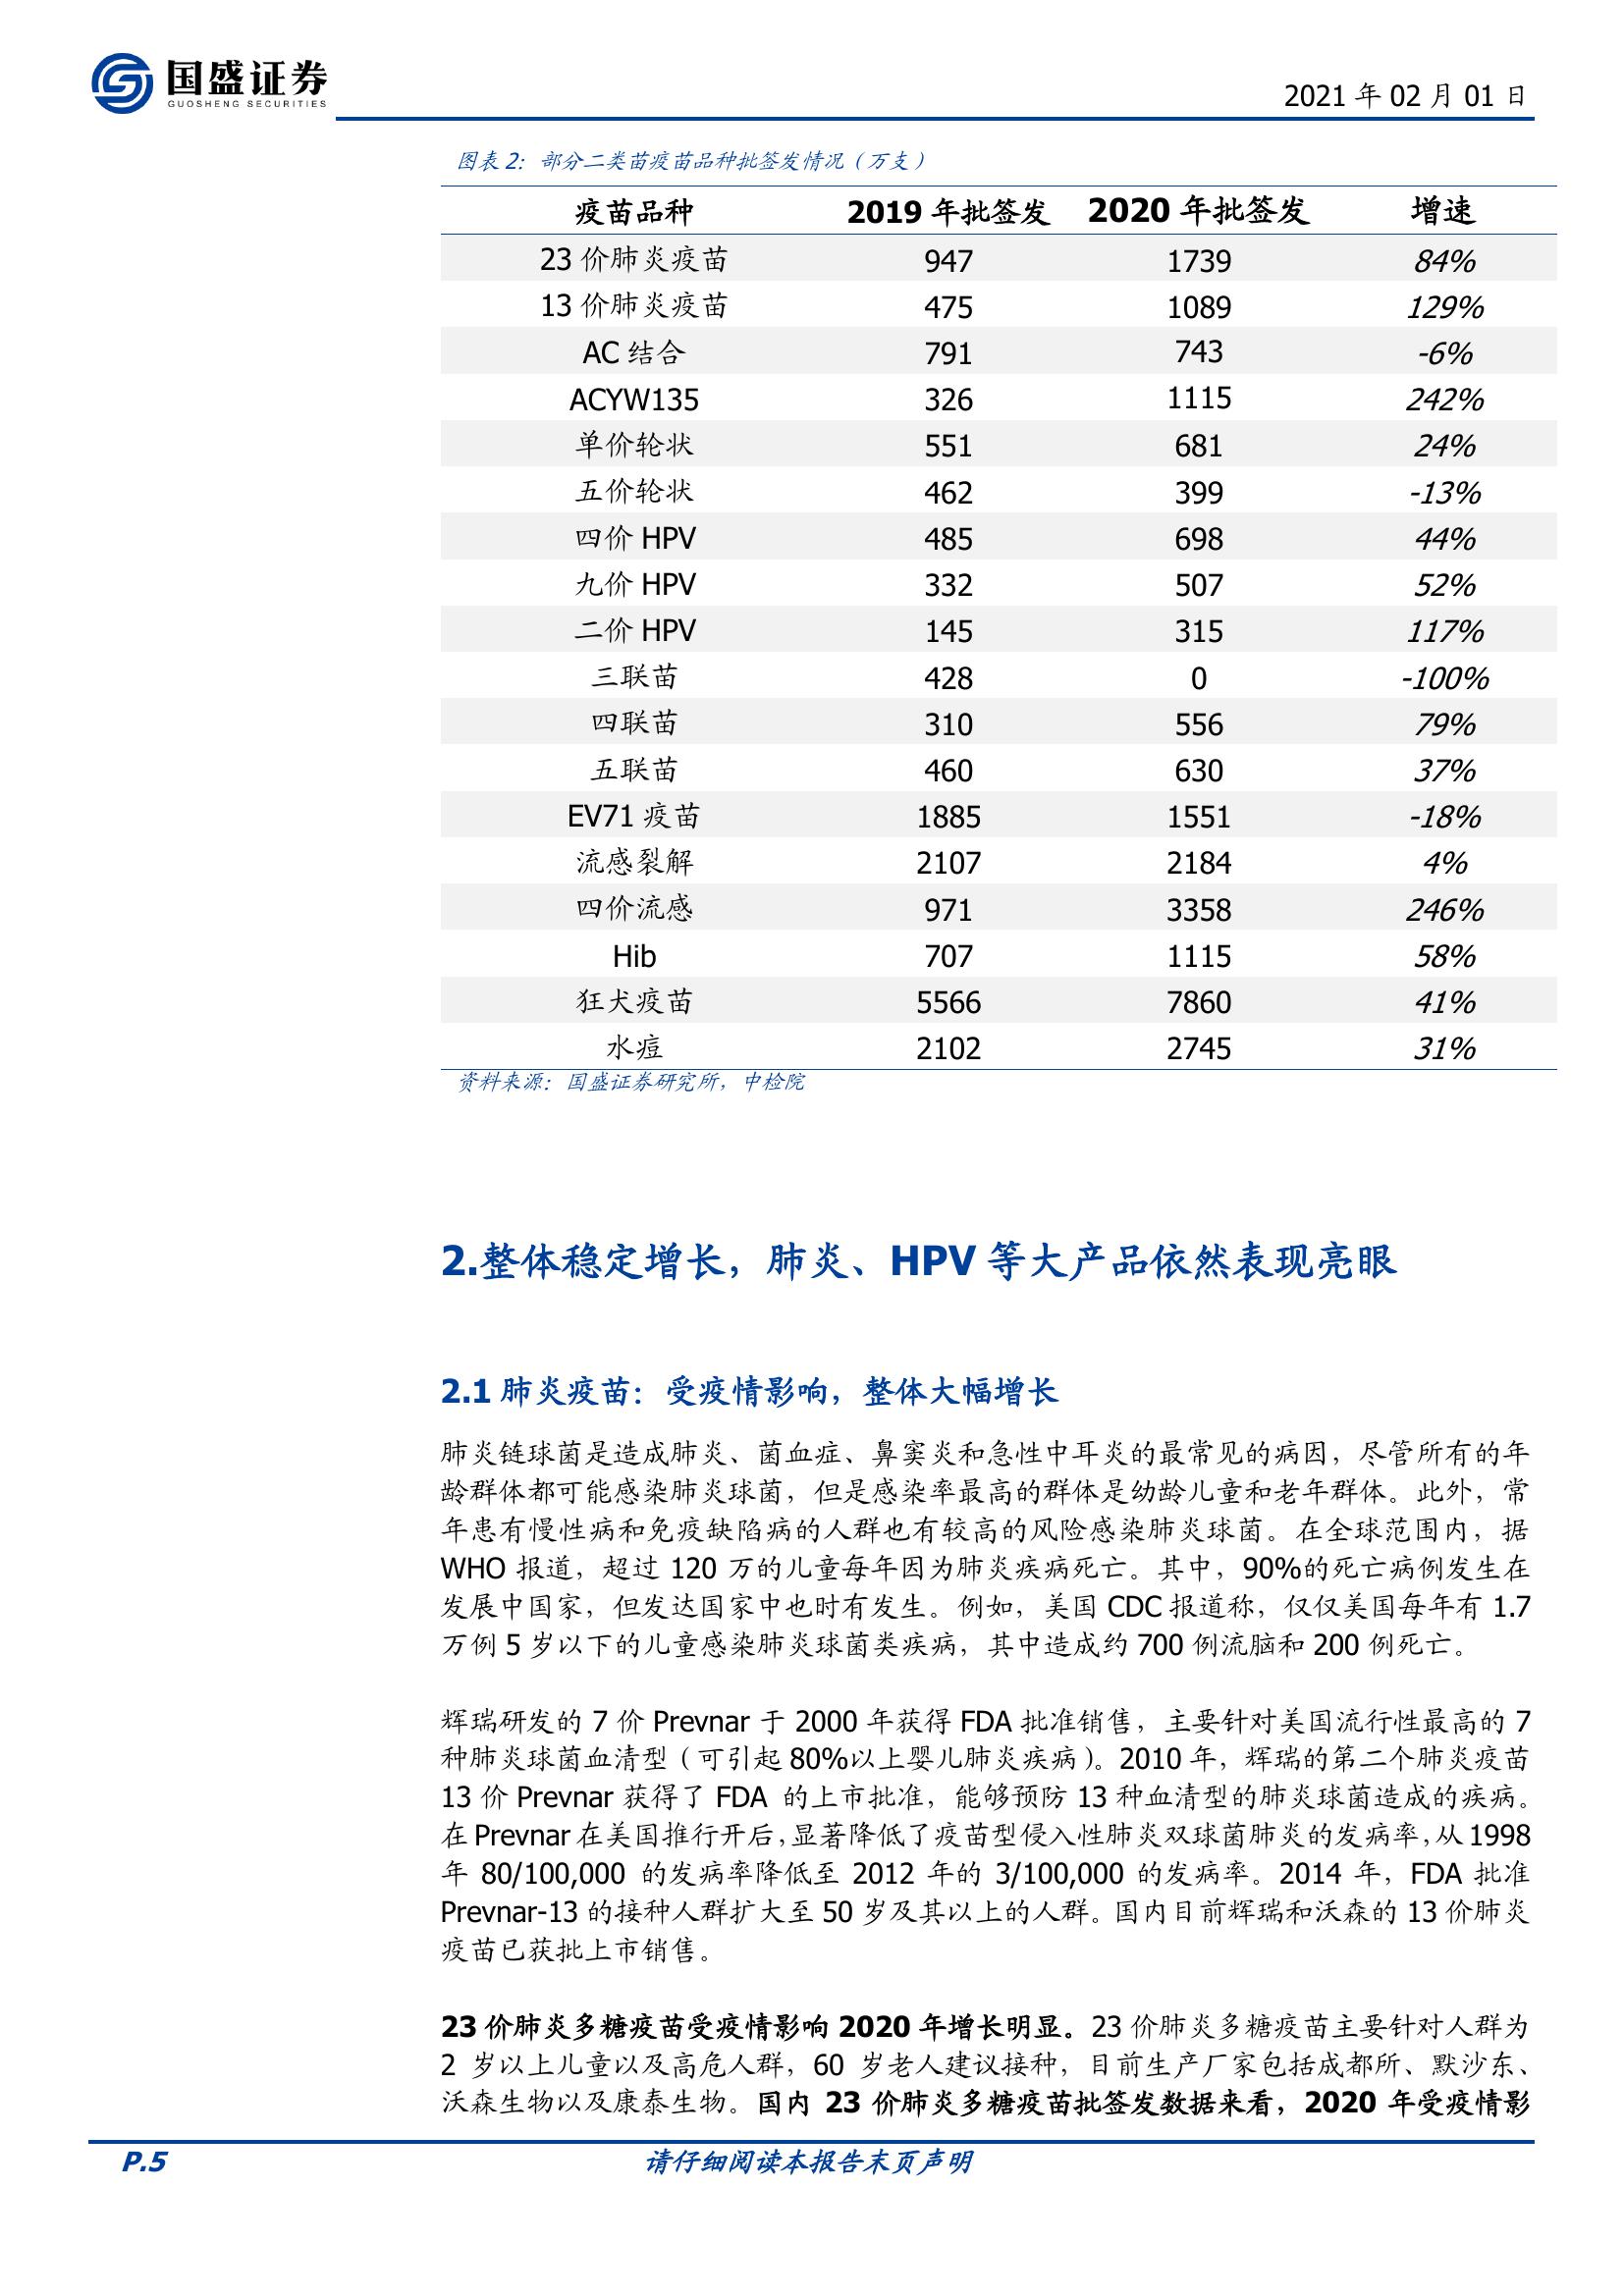 国盛证券
GUOSHENG SECURITIES
2021 年 02 月 01 日
图表 2：部分二类苗疫苗品种批签发情况（万支）
疫苗品种 2019 年批签发 2020 年批签发 增速
23 价肺炎疫苗 947 1739 84%
13 价肺炎疫苗 475 1089 129%
AC 结合 791 743 -6%
ACYW135 326 1115 242%
单价轮状 551 681 24%
五价轮状 462 399 -13%
四价 HPV 485 698 44%
九价 HPV 332 507 52%
二价 HPV 145 315 117%
三联苗 428 0 -100%
四联苗 310 556 79%
五联苗 460 630 37%
EV71 疫苗 1885 1551 -18%
流感裂解 2107 2184 4%
四价流感 971 3358 246%
Hib 707 1115 58%
狂犬疫苗 5566 7860 41%
水痘 2102 2745 31%
资料来源：国盛证券研究所，中检院
2.整体稳定增长，肺炎、HPV 等大产品依然表现亮眼
2.1 肺炎疫苗：受疫情影响，整体大幅增长
肺炎链球菌是造成肺炎、菌血症、鼻窦炎和急性中耳炎的最常见的病因，尽管所有的年
龄群体都可能感染肺炎球菌，但是感染率最高的群体是幼龄儿童和老年群体。此外，常
年患有慢性病和免疫缺陷病的人群也有较高的风险感染肺炎球菌。在全球范围内，据
WHO 报道，超过 120 万的儿童每年因为肺炎疾病死亡。其中，90%的死亡病例发生在
发展中国家，但发达国家中也时有发生。例如，美国 CDC 报道称，仅仅美国每年有 1.7
万例 5 岁以下的儿童感染肺炎球菌类疾病，其中造成约 700 例流脑和 200 例死亡。
辉瑞研发的 7 价 Prevnar 于 2000 年获得 FDA 批准销售，主要针对美国流行性最高的 7
种肺炎球菌血清型（可引起 80%以上婴儿肺炎疾病）。2010 年，辉瑞的第二个肺炎疫苗
13 价 Prevnar 获得了 FDA 的上市批准，能够预防 13 种血清型的肺炎球菌造成的疾病。
在 Prevnar 在美国推行开后，显著降低了疫苗型侵入性肺炎双球菌肺炎的发病率，从 1998
年 80/100,000 的发病率降低至 2012 年的 3/100,000 的发病率。2014 年，FDA 批准
Prevnar-13 的接种人群扩大至 50 岁及其以上的人群。国内目前辉瑞和沃森的 13 价肺炎
疫苗已获批上市销售。
23 价肺炎多糖疫苗受疫情影响 2020 年增长明显。23 价肺炎多糖疫苗主要针对人群为
2 岁以上儿童以及高危人群，60 岁老人建议接种，目前生产厂家包括成都所、默沙东、
沃森生物以及康泰生物。国内 23 价肺炎多糖疫苗批签发数据来看，2020 年受疫情影
P.5 请仔细阅读本报告末页声明